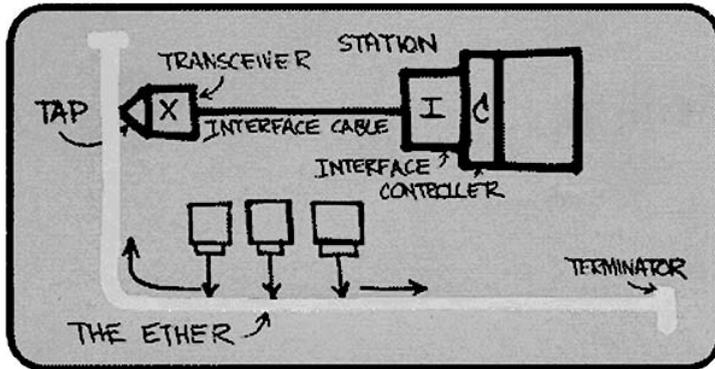 STATION
TRANSCEIVER
TAP
X
I
C
INTERFACE CABLE
INTERFACE
CONTROLLER
TERMINATOR
THE ETHER